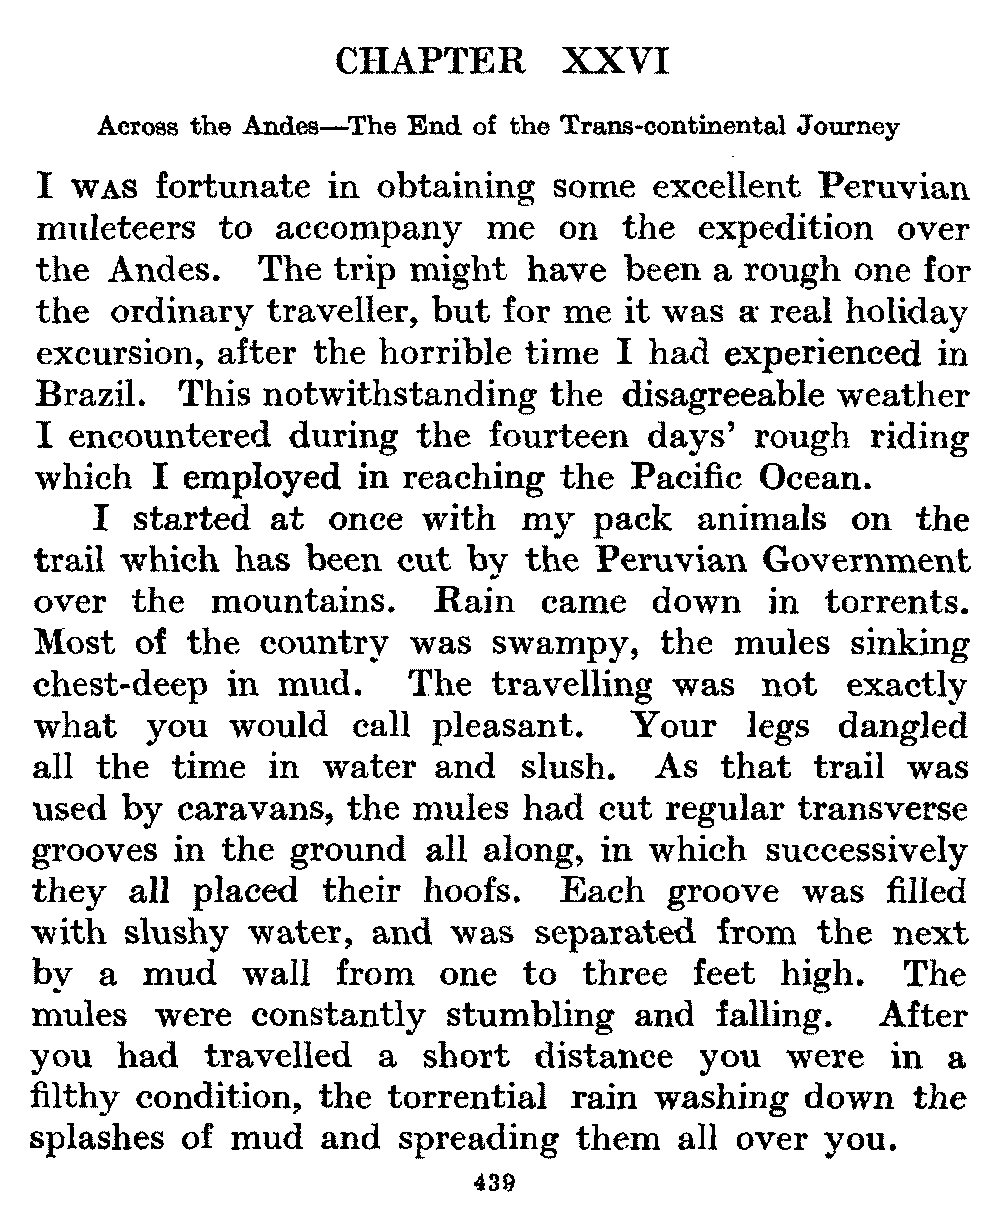 CHAPTER XXVI
Across the Andes—The End of the Trans-continental Journey
I WAS fortunate in obtaining some excellent Peruvian
muleteers to accompany me on the expedition over
the Andes. The trip might have been a rough one for
the ordinary traveller, but for me it was a real holiday
excursion, after the horrible time I had experienced in
Brazil. This notwithstanding the disagreeable weather
I encountered during the fourteen days' rough riding
which I employed in reaching the Pacific Ocean.
I started at once with my pack animals on the
trail which has been cut by the Peruvian Government
over the mountains. Rain came down in torrents.
Most of the country was swampy, the mules sinking
chest-deep in mud. The travelling was not exactly
what you would call pleasant. Your legs dangled
all the time in water and slush. As that trail was
used by caravans, the mules had cut regular transverse
grooves in the ground all along, in which successively
they all placed their hoofs. Each groove was filled
with slushy water, and was separated from the next
by a mud wall from one to three feet high. The
mules were constantly stumbling and falling. After
you had travelled a short distance you were in a
filthy condition, the torrential rain washing down the
splashes of mud and spreading them all over you.
439